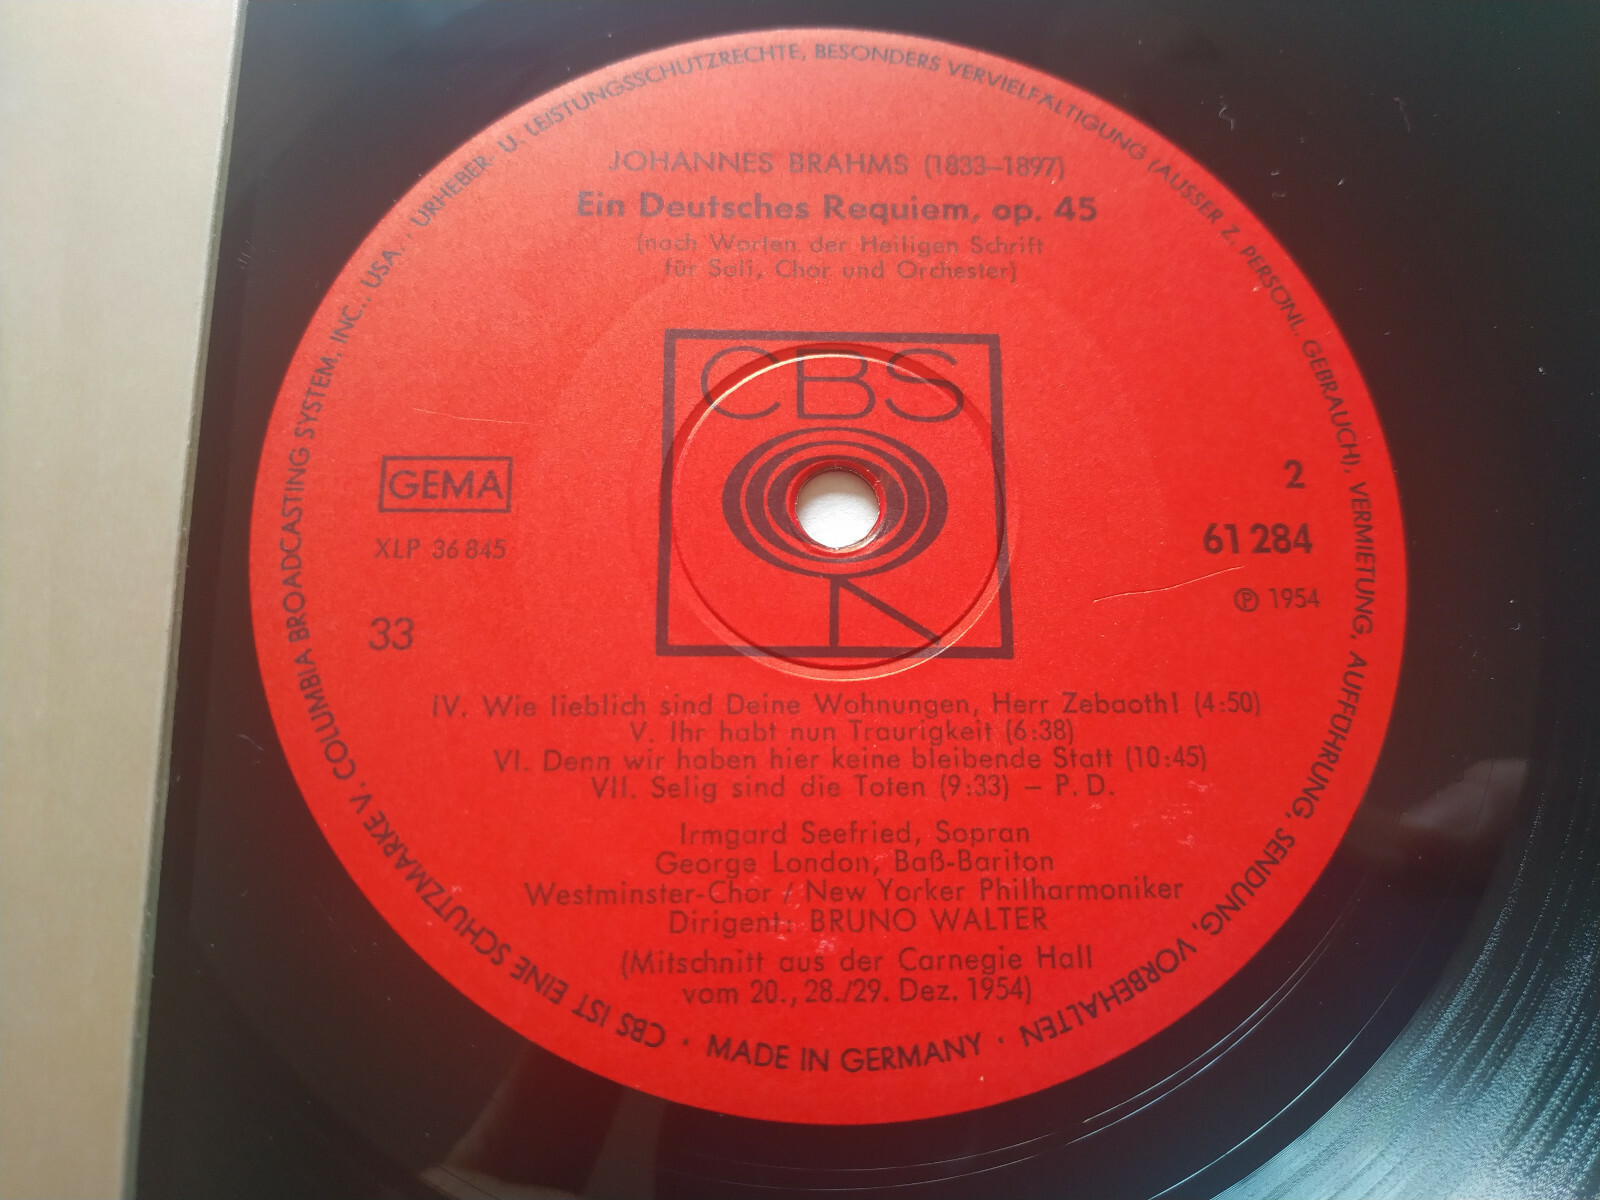 JOHANNES BRAHMS (1833–1897)
Ein Deutsches Requiem, op. 45
(nach Worten der Heiligen Schrift
für Soli, Chor und Orchester)
CBS
GEMA
XLP 36 845
33
2
61 284
Ⓟ 1954
IV. Wie lieblich sind Deine Wohnungen, Herr Zebaoth! (4:50)
V. Ihr habt nun Traurigkeit (6:38)
VI. Denn wir haben hier keine bleibende Statt (10:45)
VII. Selig sind die Toten (9:33) – P. D.
Irmgard Seefried, Sopran
George London, Baß-Bariton
Westminster-Chor / New Yorker Philharmoniker
Dirigent: BRUNO WALTER
(Mitschnitt aus der Carnegie Hall
vom 20., 28./29. Dez. 1954)
CBS IST EINE SCHUTZMARKE V. COLUMBIA BROADCASTING SYSTEM, INC., USA. · URHEBER- U. LEISTUNGSSCHUTZRECHTE, BESONDERS VERVIELFÄLTIGUNG (AUSSER Z. PERSÖNL. GEBRAUCH), VERMIETUNG, AUFFÜHRUNG, SENDUNG, VORBEHALTEN · MADE IN GERMANY ·